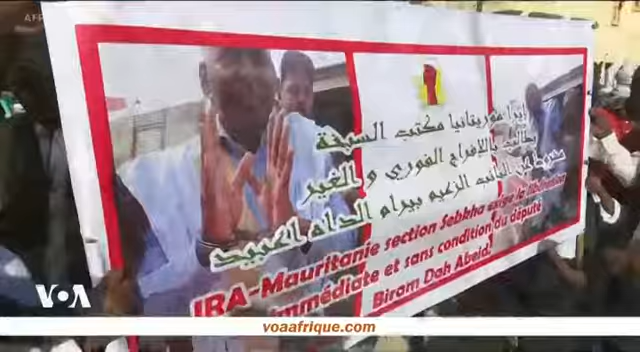 AFP
إيرا موريتانيا مكتب السبخة
يطالب بالإفراج الفوري و الغير
مشروط عن النائب الزعيم بيرام الداه اعبيد
IRA-Mauritanie section Sebkha exige la libération
immédiate et sans condition du député
Biram Dah Abeid.
VOA
voaafrique.com